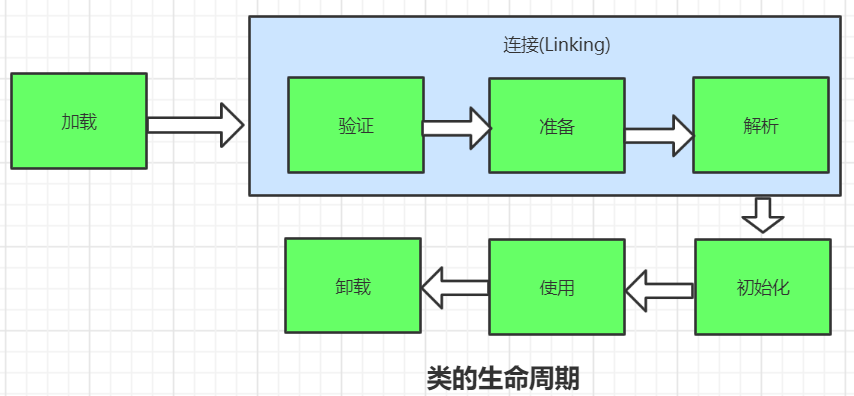 连接(Linking)
加载
验证
准备
解析
卸载
使用
初始化
类的生命周期